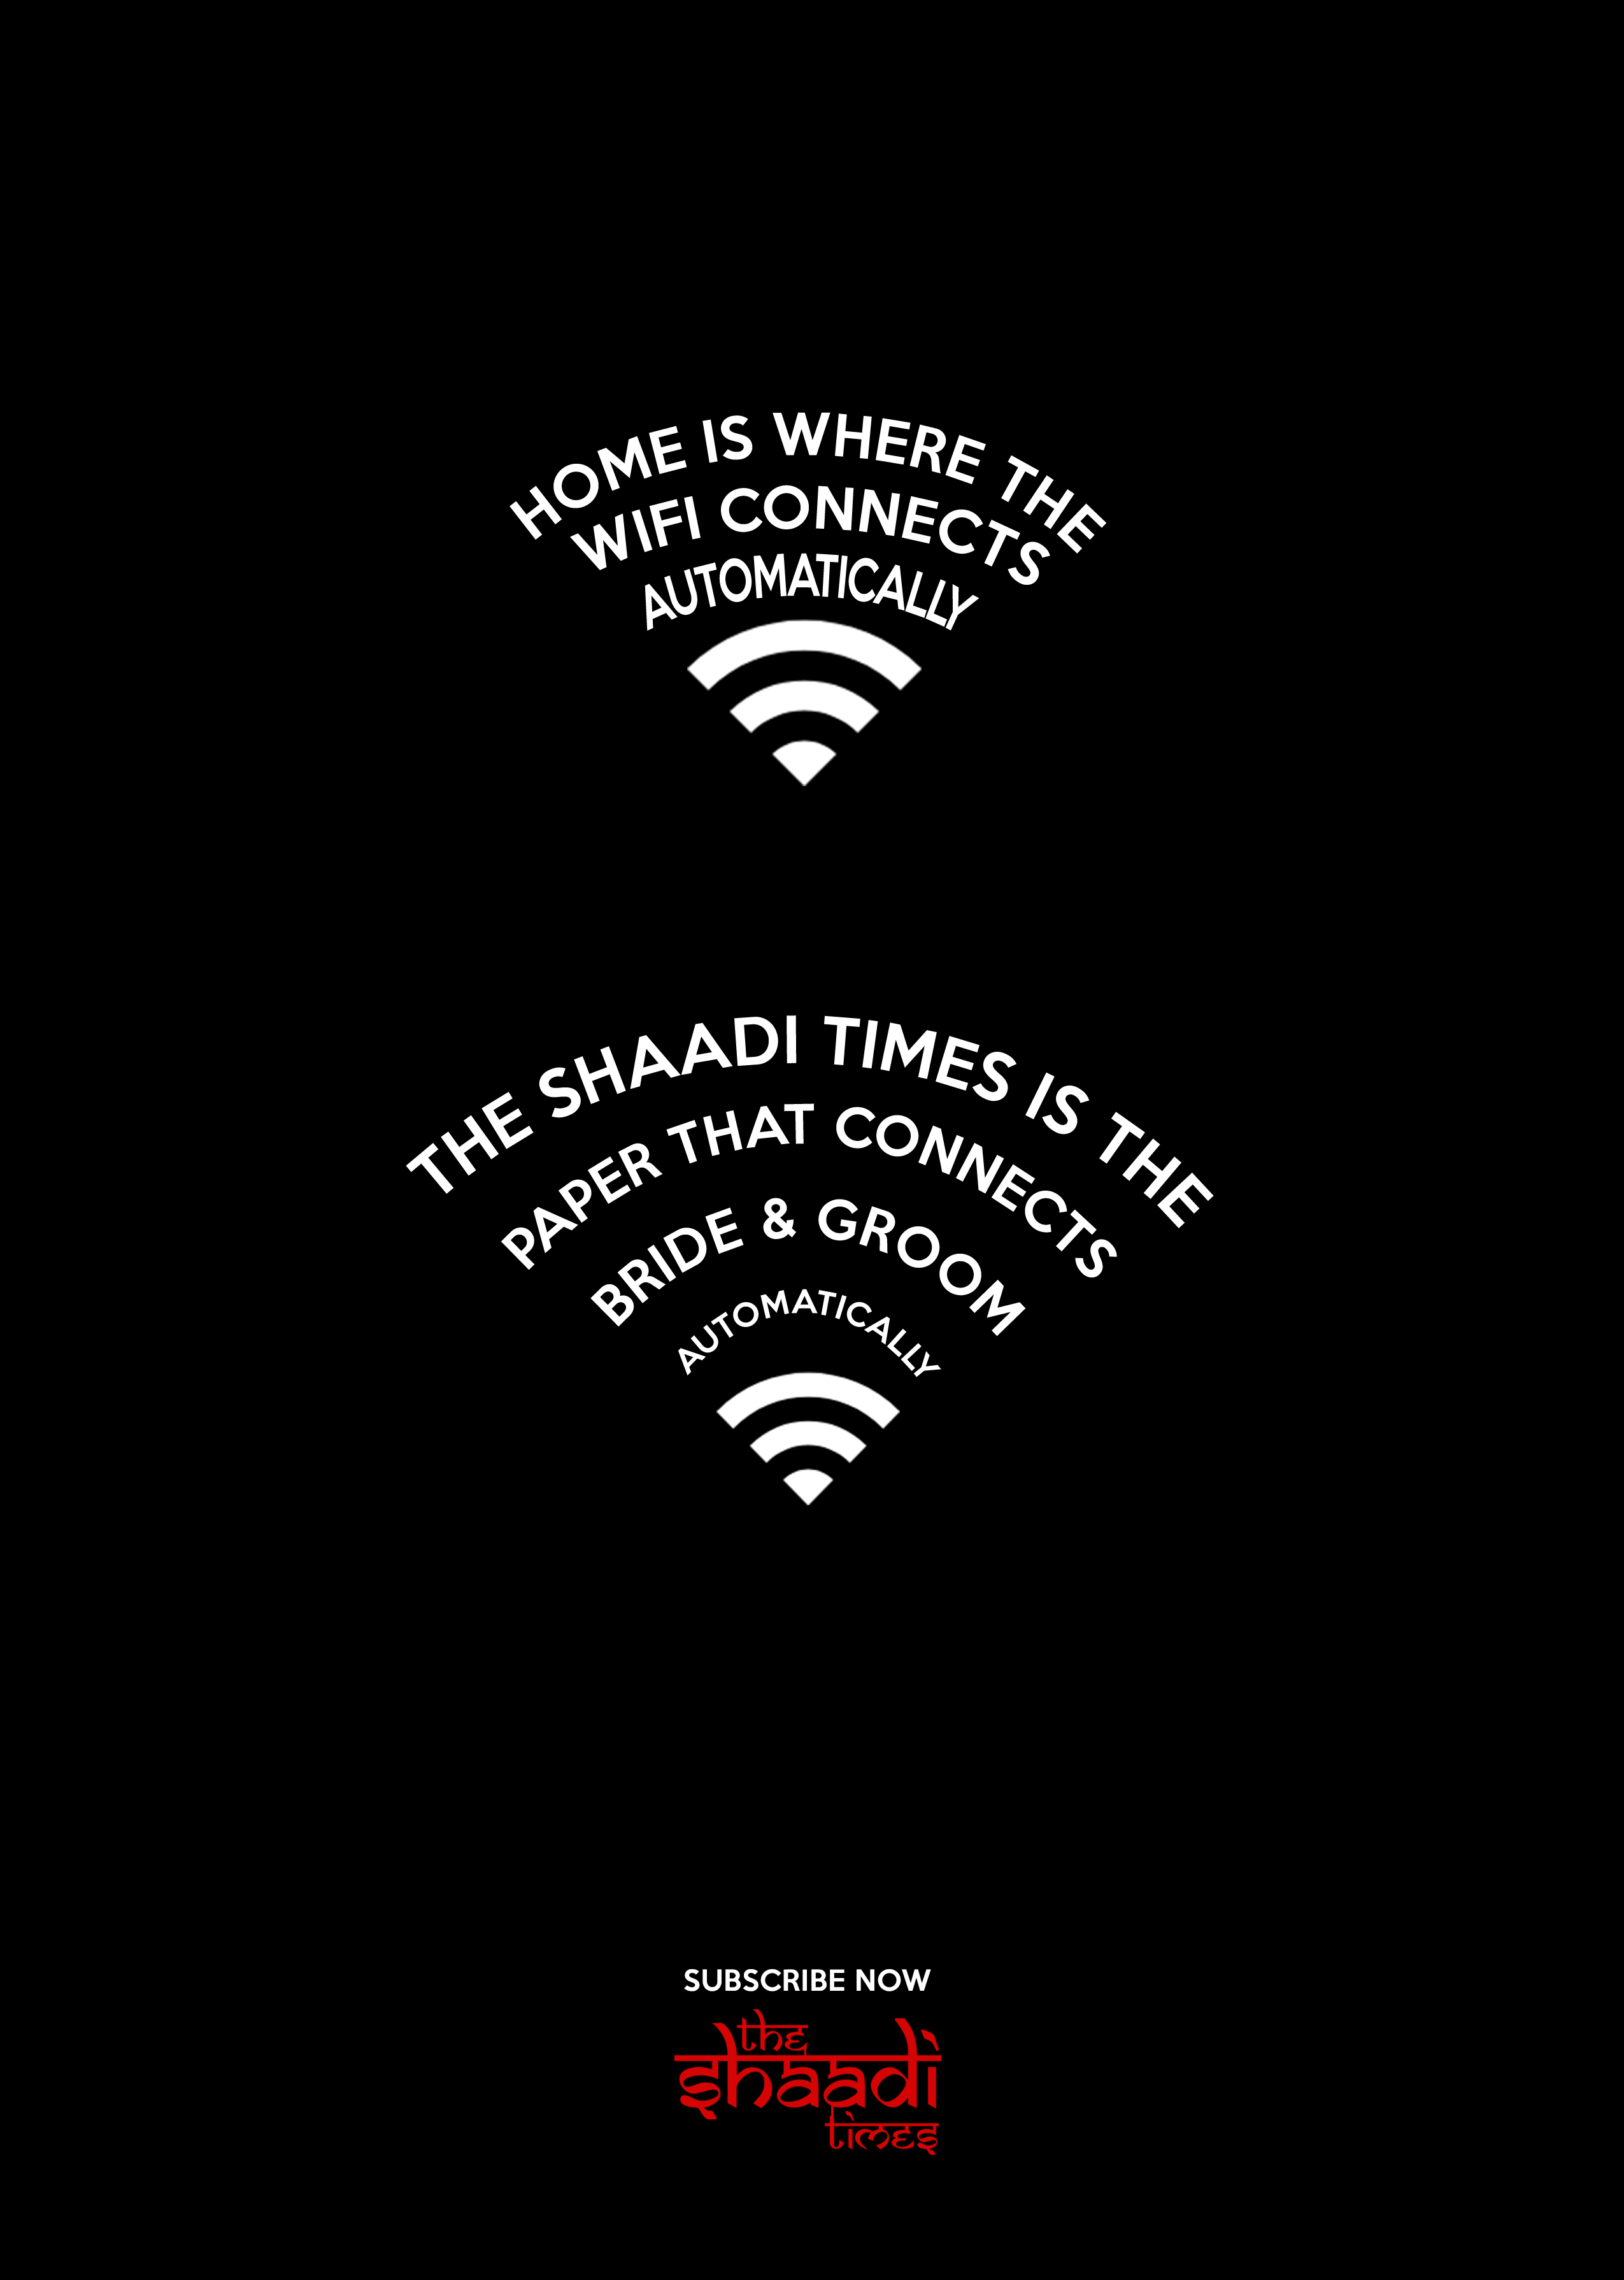 HOME IS WHERE THE
WIFI CONNECTS
AUTOMATICALLY
THE SHAADI TIMES IS THE
PAPER THAT CONNECTS
BRIDE & GROOM
AUTOMATICALLY
SUBSCRIBE NOW
the
shaadi
times